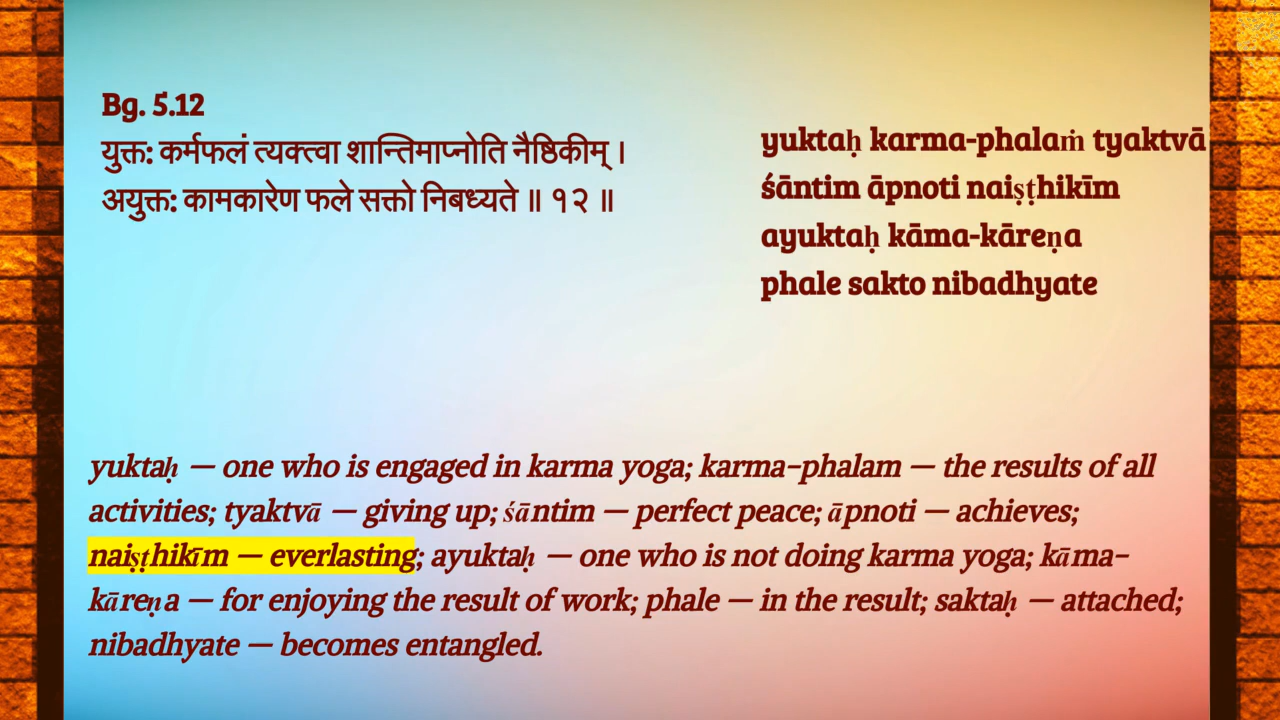 Bg. 5.12
युक्त: कर्मफलं त्यक्त्वा शान्तिमाप्नोति नैष्ठिकीम् ।
अयुक्त: कामकारेण फले सक्तो निबध्यते ॥ १२ ॥
yuktaḥ karma-phalaṁ tyaktvā
śāntim āpnoti naiṣṭhikīm
ayuktaḥ kāma-kāreṇa
phale sakto nibadhyate
yuktaḥ — one who is engaged in karma yoga; karma-phalam — the results of all
activities; tyaktvā — giving up; śāntim — perfect peace; āpnoti — achieves;
naiṣṭhikīm — everlasting; ayuktaḥ — one who is not doing karma yoga; kāma-
kāreṇa — for enjoying the result of work; phale — in the result; saktaḥ — attached;
nibadhyate — becomes entangled.